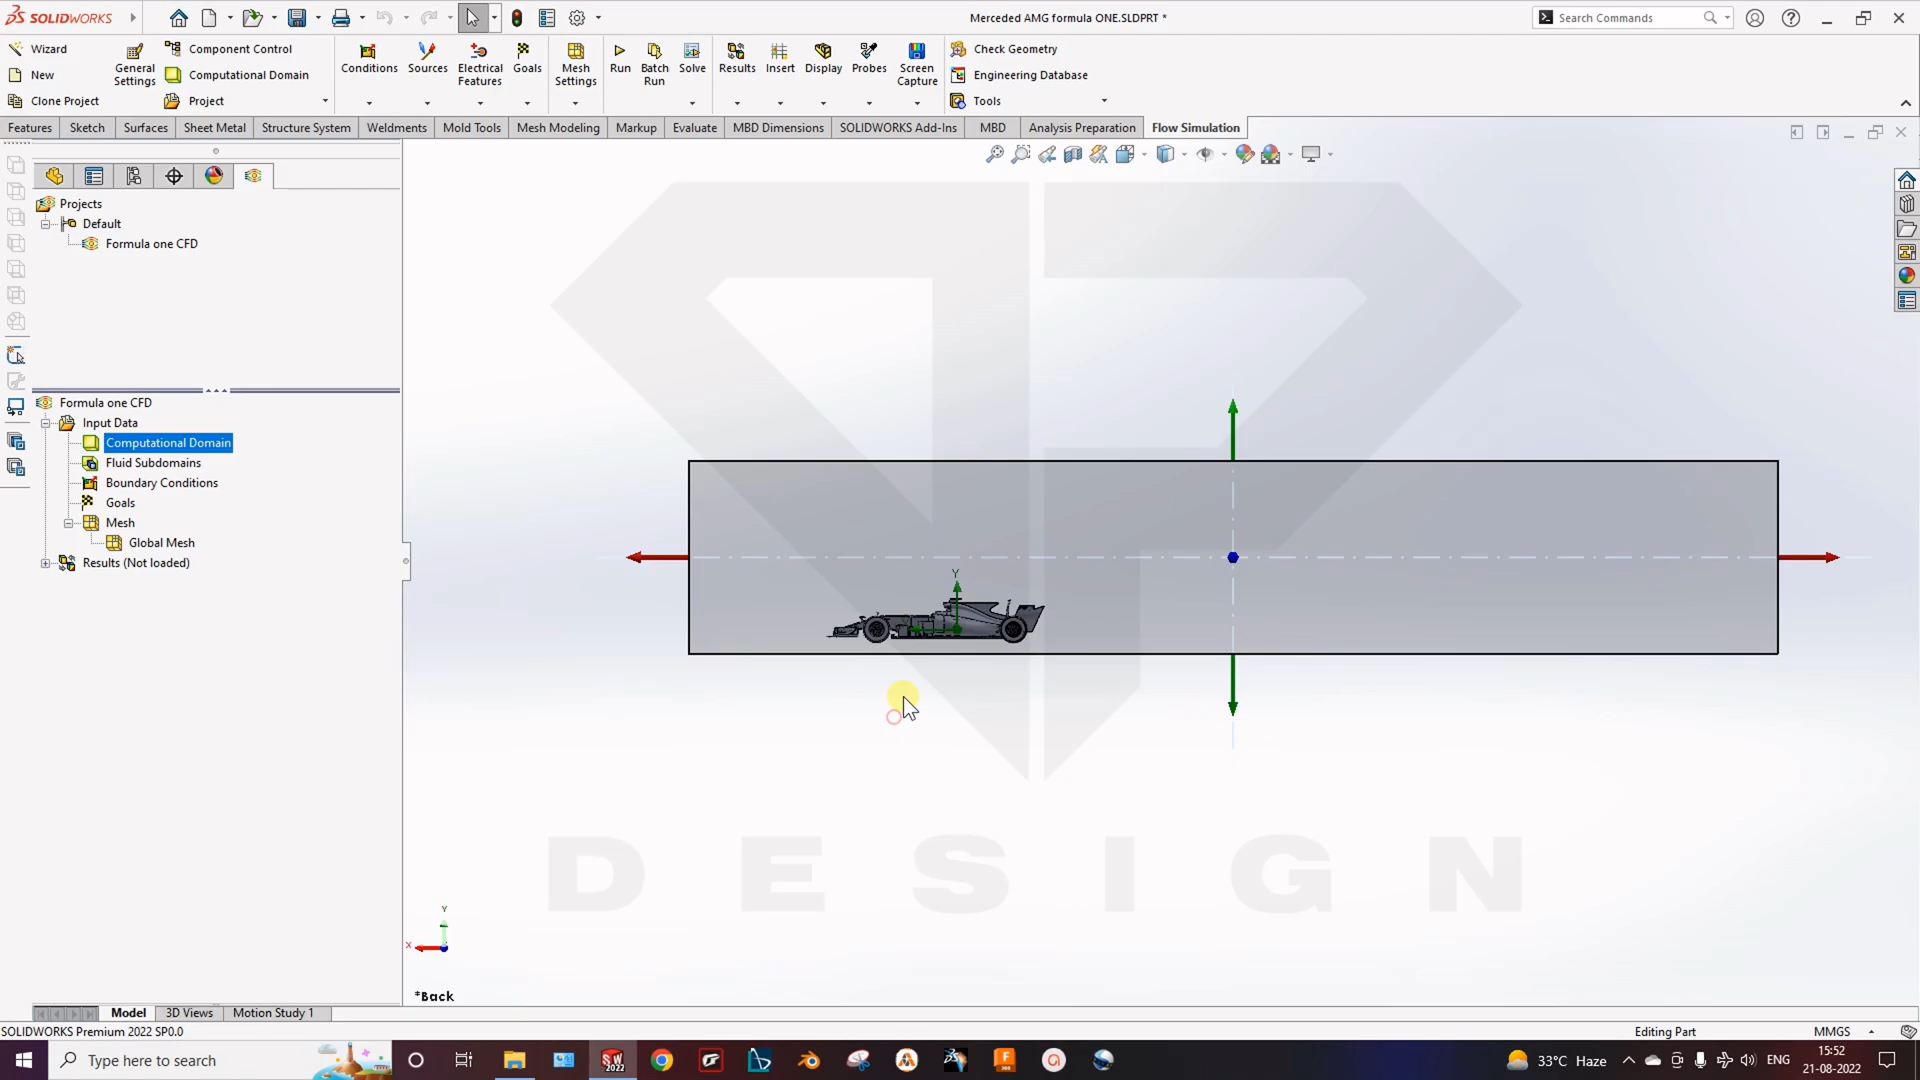 SOLIDWORKS
Merceded AMG formula ONE.SLDPRT *
Search Commands
Wizard
New
Clone Project
General Settings
Component Control
Computational Domain
Project
Conditions
Sources
Electrical Features
Goals
Mesh Settings
Run
Batch Run
Solve
Results
Insert
Display
Probes
Screen Capture
Check Geometry
Engineering Database
Tools
Features
Sketch
Surfaces
Sheet Metal
Structure System
Weldments
Mold Tools
Mesh Modeling
Markup
Evaluate
MBD Dimensions
SOLIDWORKS Add-Ins
MBD
Analysis Preparation
Flow Simulation
Projects
Default
Formula one CFD
Formula one CFD
Input Data
Computational Domain
Fluid Subdomains
Boundary Conditions
Goals
Mesh
Global Mesh
Results (Not loaded)
Y
DESIGN
Y
X
*Back
Model
3D Views
Motion Study 1
SOLIDWORKS Premium 2022 SP0.0
Editing Part
MMGS
Type here to search
SW
2022
33°C Haze
ENG
15:52
21-08-2022